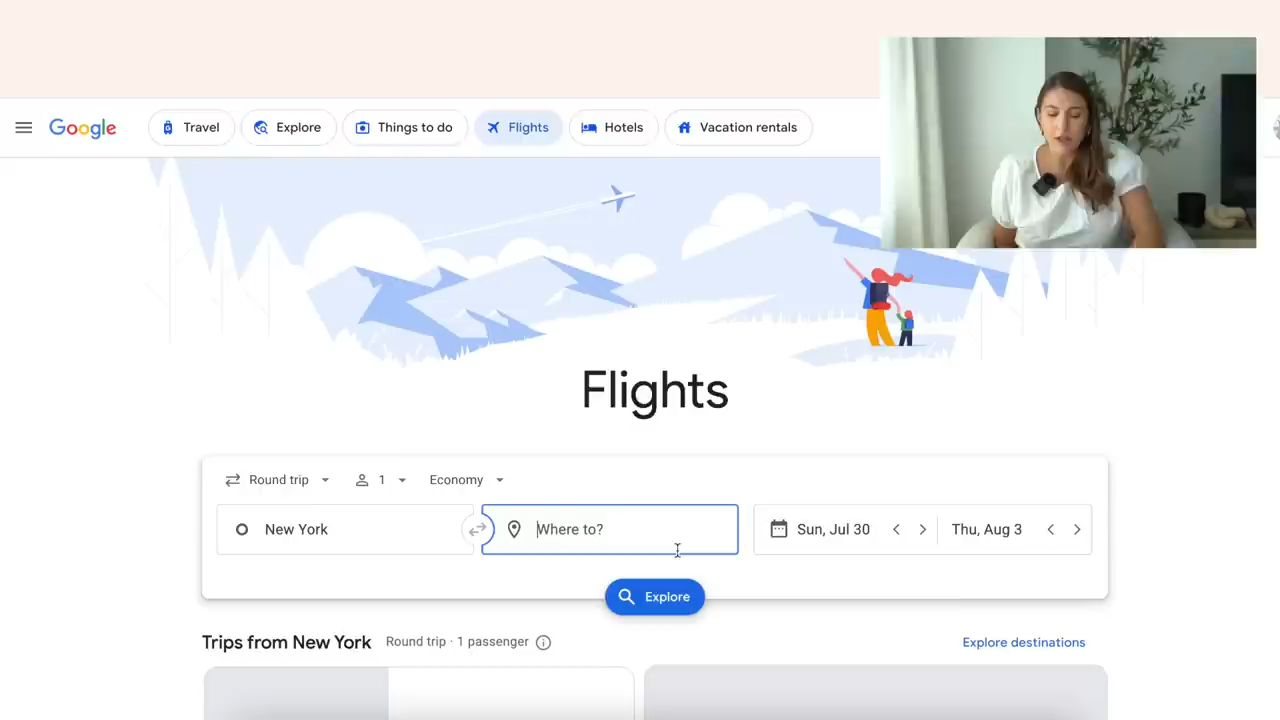 Google
Travel
Explore
Things to do
Flights
Hotels
Vacation rentals
Flights
Round trip
1
Economy
New York
Where to?
Sun, Jul 30
Thu, Aug 3
Explore
Trips from New York
Round trip · 1 passenger
Explore destinations